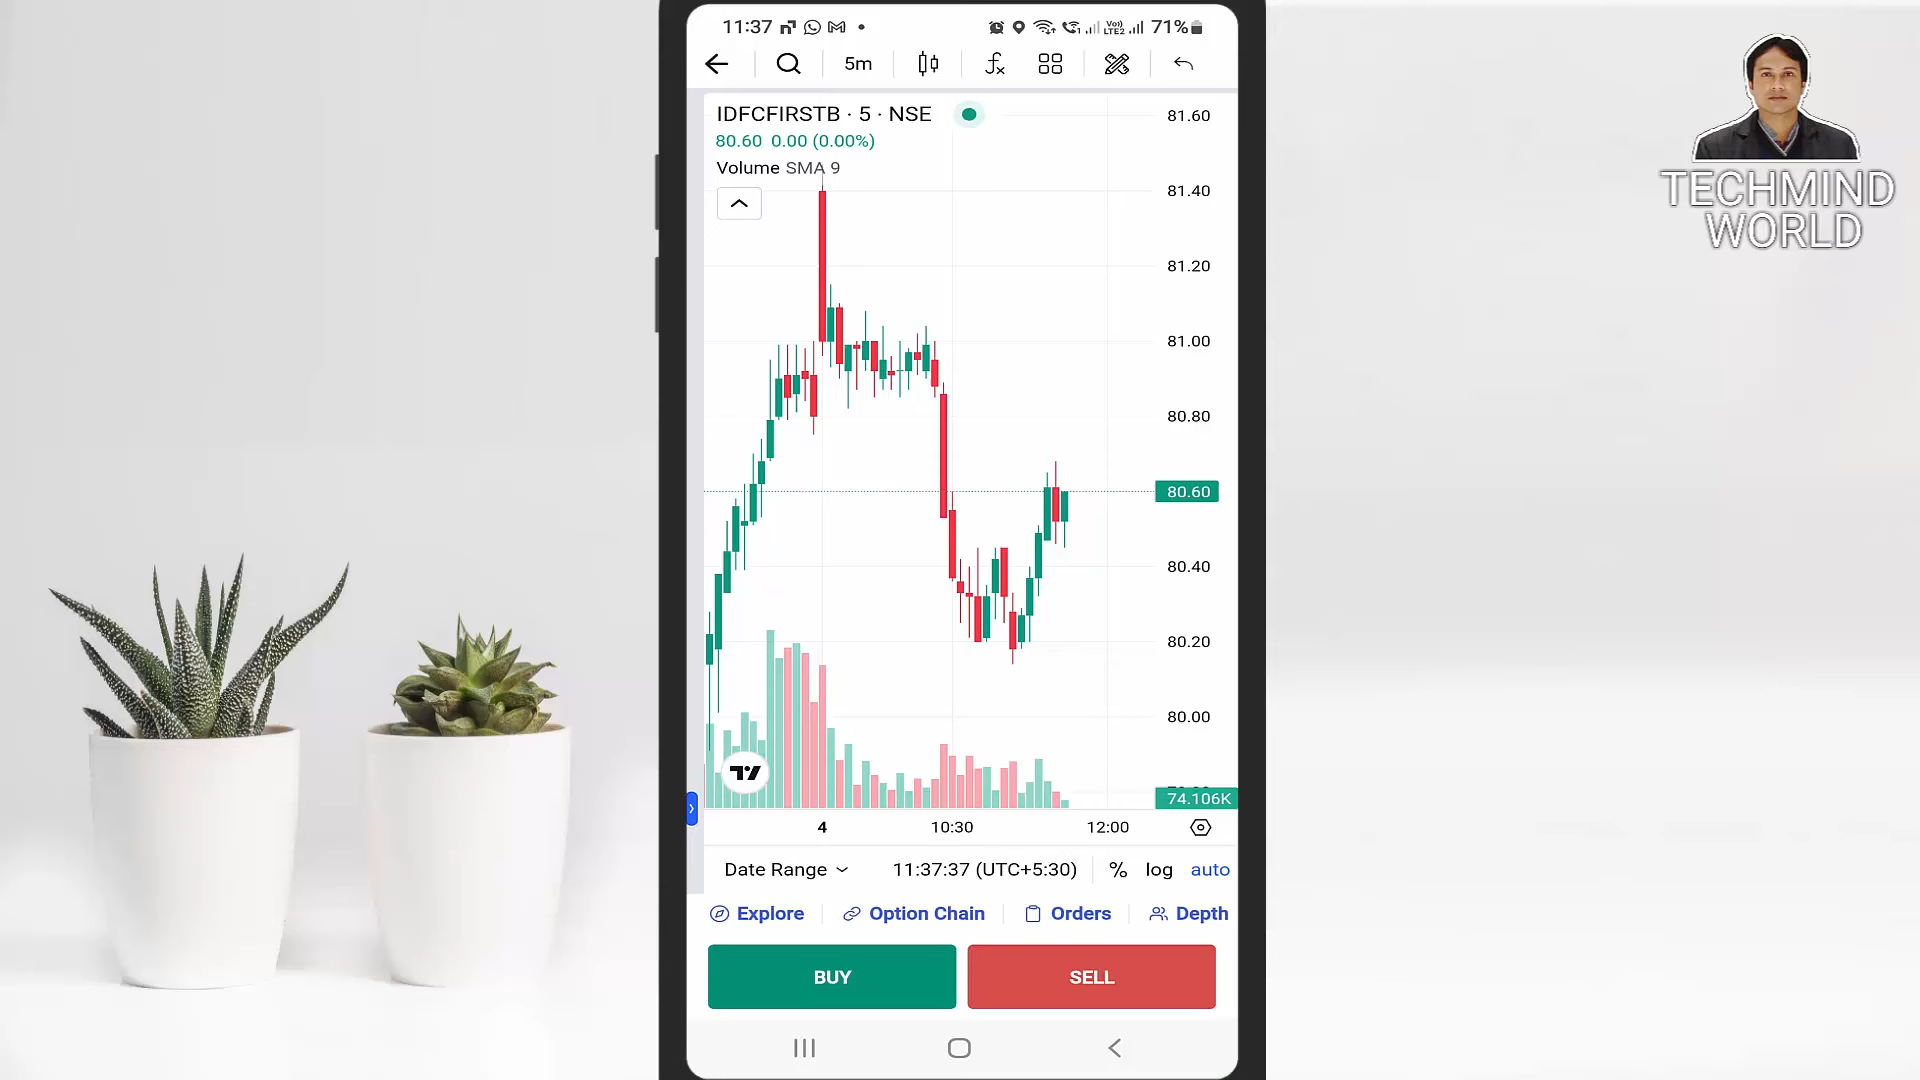 11:37
Vo))
LTE2
71%
5m
IDFCFIRSTB · 5 · NSE
80.60 0.00 (0.00%)
Volume SMA 9
81.60
81.40
81.20
81.00
80.80
80.60
80.40
80.20
80.00
74.106K
4
10:30
12:00
Date Range
11:37:37 (UTC+5:30)
%
log
auto
Explore
Option Chain
Orders
Depth
BUY
SELL
TECHMIND
WORLD